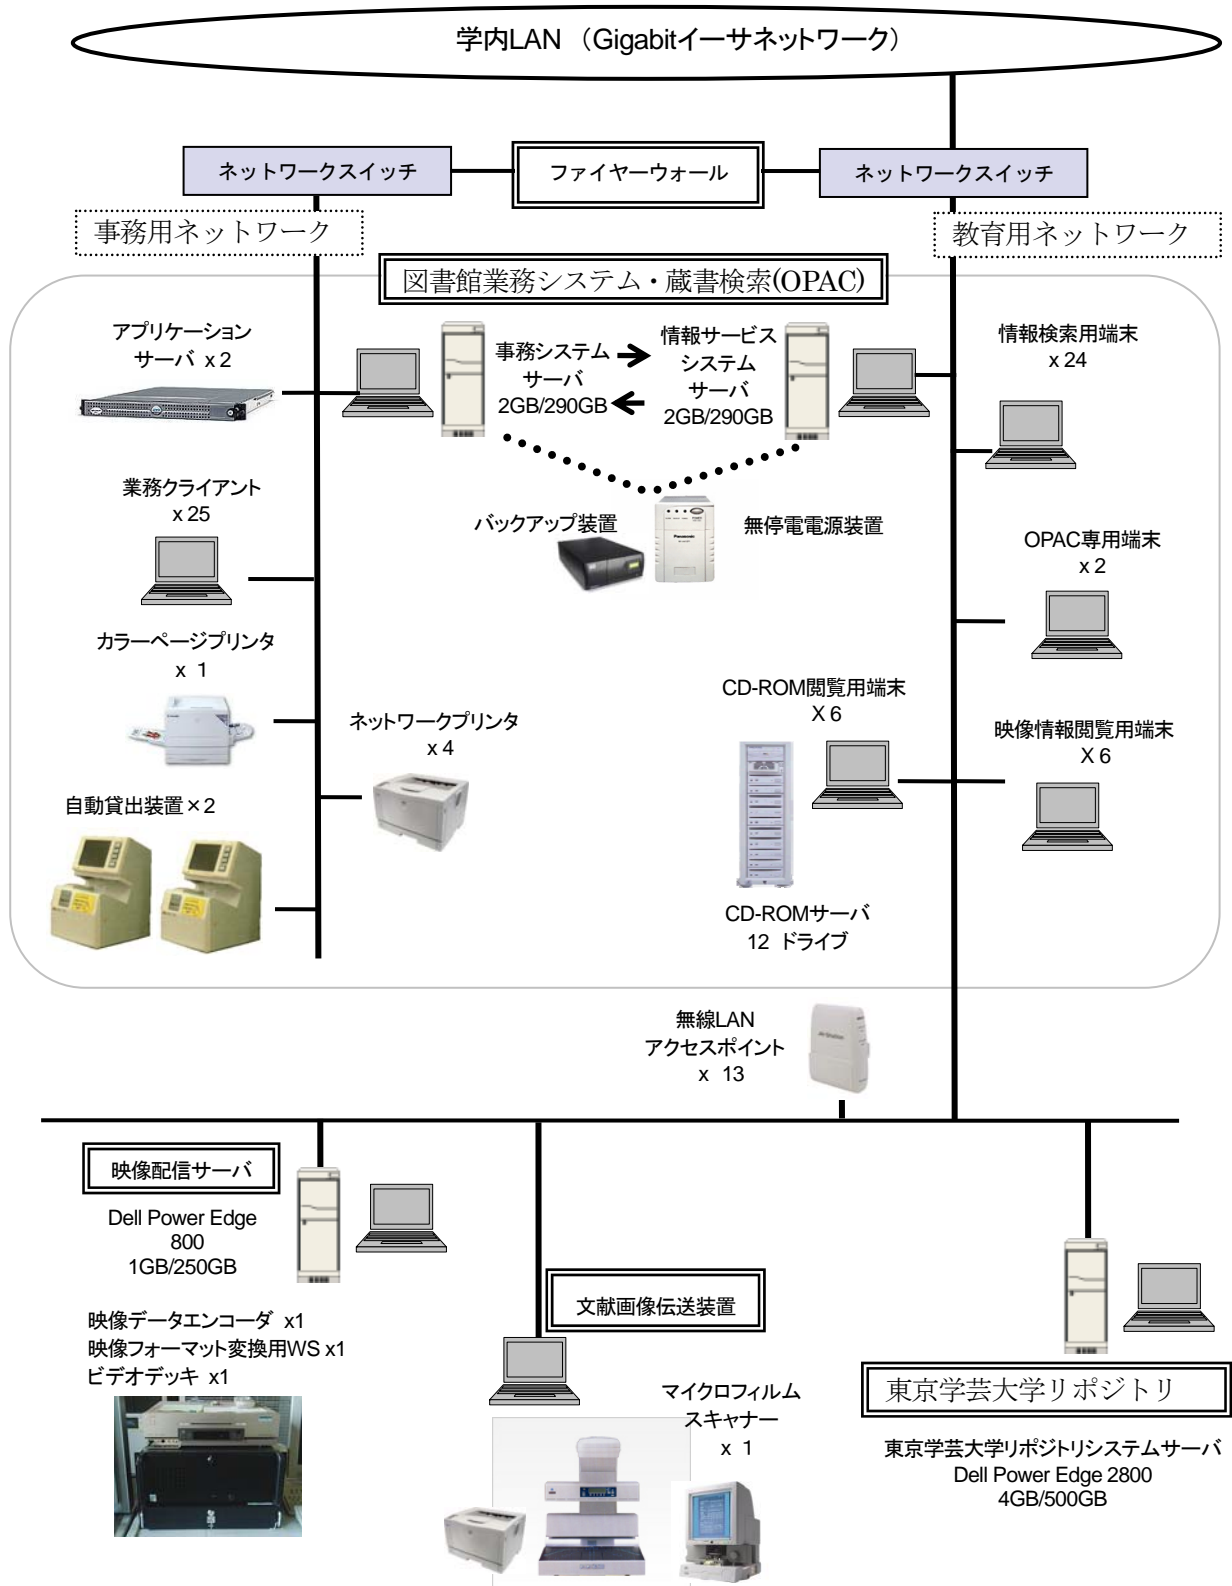 学内LAN （Gigabitイーサネットワーク）
ネットワークスイッチ
ファイヤーウォール
ネットワークスイッチ
事務用ネットワーク
教育用ネットワーク
図書館業務システム・蔵書検索(OPAC)
アプリケーション
サーバ x 2
事務システム
サーバ
2GB/290GB
情報サービス
システム
サーバ
2GB/290GB
情報検索用端末
x 24
業務クライアント
x 25
バックアップ装置
無停電電源装置
Panasonic
OPAC専用端末
x 2
カラーページプリンタ
x 1
ネットワークプリンタ
x 4
CD-ROM閲覧用端末
X 6
映像情報閲覧用端末
X 6
自動貸出装置×2
CD-ROMサーバ
12 ドライブ
無線LAN
アクセスポイント
x 13
映像配信サーバ
Dell Power Edge
800
1GB/250GB
映像データエンコーダ x1
映像フォーマット変換用WS x1
ビデオデッキ x1
文献画像伝送装置
マイクロフィルム
スキャナー
x 1
東京学芸大学リポジトリ
東京学芸大学リポジトリシステムサーバ
Dell Power Edge 2800
4GB/500GB